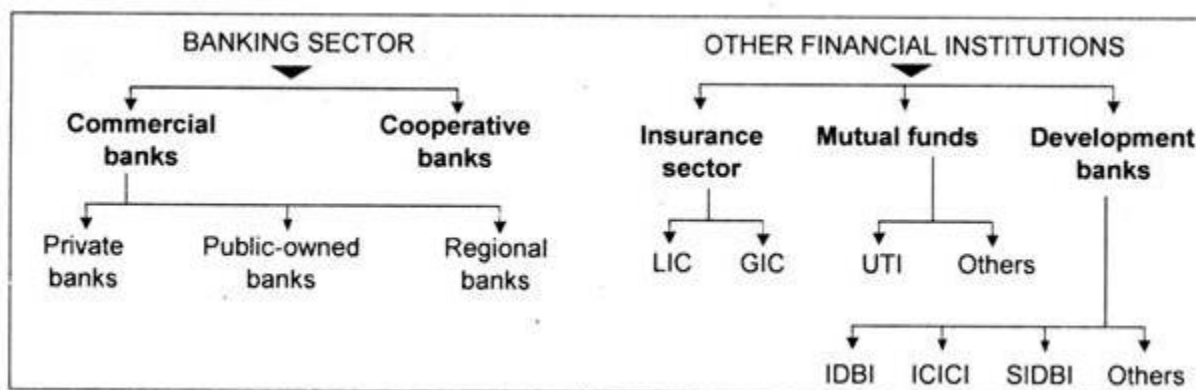 BANKING SECTOR
OTHER FINANCIAL INSTITUTIONS
Commercial
banks
Cooperative
banks
Insurance
sector
Mutual funds
Development
banks
Private
banks
Public-owned
banks
Regional
banks
LIC
GIC
UTI
Others
IDBI
ICICI
SIDBI
Others